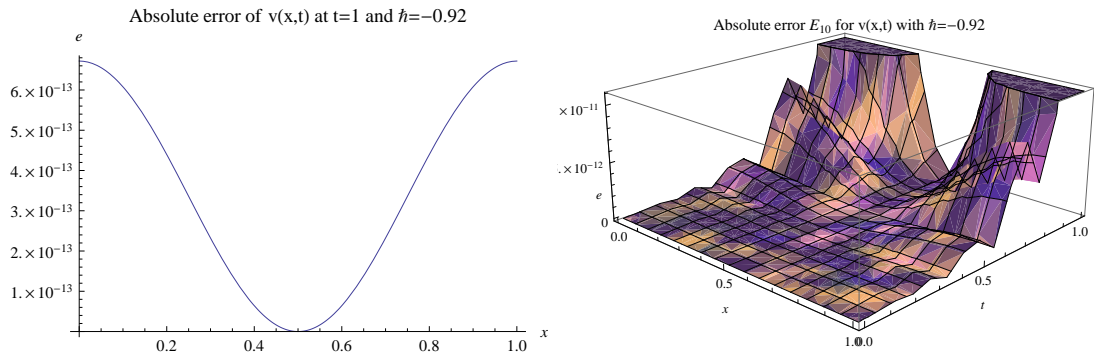 Absolute error of v(x,t) at t=1 and ℏ=−0.92
e
6.×10⁻¹³
5.×10⁻¹³
4.×10⁻¹³
3.×10⁻¹³
2.×10⁻¹³
1.×10⁻¹³
0.2 0.4 0.6 0.8 1.0 x
Absolute error E₁₀ for v(x,t) with ℏ=−0.92
×10⁻¹¹
.×10⁻¹²
e
0
0.0
0.5
x
1.0
0.0
0.5
t
1.0